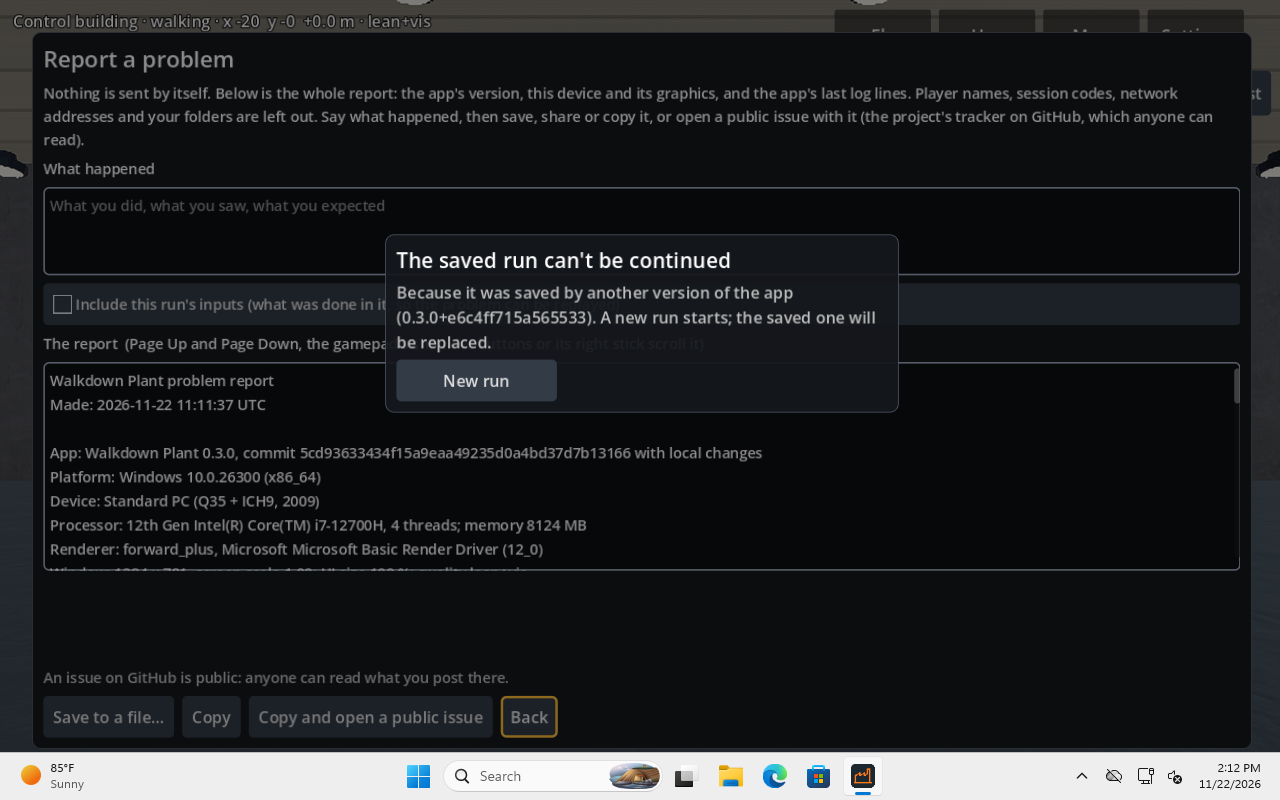 Control building · walking · x -20 y -0 +0.0 m · lean+vis
Report a problem
Nothing is sent by itself. Below is the whole report: the app's version, this device and its graphics, and the app's last log lines. Player names, session codes, network
addresses and your folders are left out. Say what happened, then save, share or copy it, or open a public issue with it (the project's tracker on GitHub, which anyone can
read).
What happened
What you did, what you saw, what you expected
The saved run can't be continued
Because it was saved by another version of the app
(0.3.0+e6c4ff715a565533). A new run starts; the saved one will
be replaced.
New run
Include this run's inputs (what was done in it
The report (Page Up and Page Down, the gamepad's buttons or its right stick scroll it)
Walkdown Plant problem report
Made: 2026-11-22 11:11:37 UTC
App: Walkdown Plant 0.3.0, commit 5cd93633434f15a9eaa49235d0a4bd37d7b13166 with local changes
Platform: Windows 10.0.26300 (x86_64)
Device: Standard PC (Q35 + ICH9, 2009)
Processor: 12th Gen Intel(R) Core(TM) i7-12700H, 4 threads; memory 8124 MB
Renderer: forward_plus, Microsoft Microsoft Basic Render Driver (12_0)
An issue on GitHub is public: anyone can read what you post there.
Save to a file...
Copy
Copy and open a public issue
Back
85°F
Sunny
Search
2:12 PM
11/22/2026